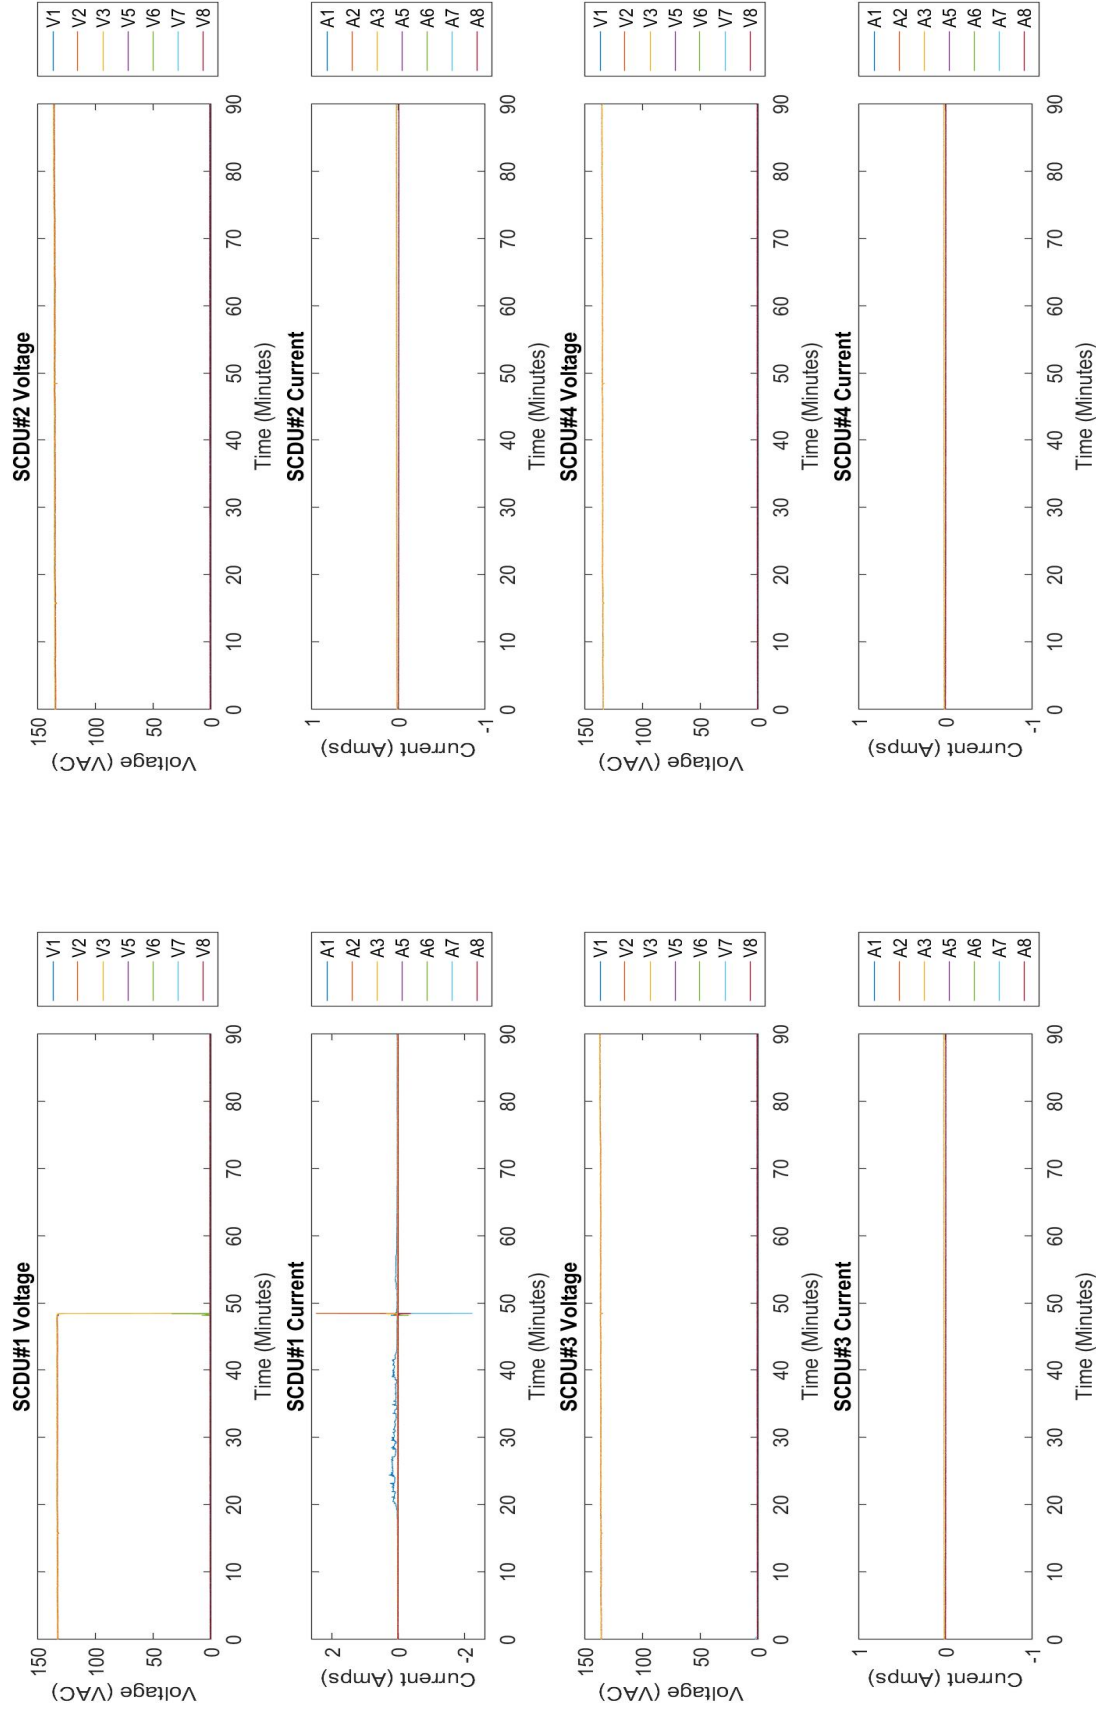 SCDU#1 Voltage
Voltage (VAC)
150
100
50
0
0 10 20 30 40 50 60 70 80 90
Time (Minutes)
V1
V2
V3
V5
V6
V7
V8
SCDU#2 Voltage
Voltage (VAC)
150
100
50
0
0 10 20 30 40 50 60 70 80 90
Time (Minutes)
V1
V2
V3
V5
V6
V7
V8
SCDU#1 Current
Current (Amps)
2
0
-2
0 10 20 30 40 50 60 70 80 90
Time (Minutes)
A1
A2
A3
A5
A6
A7
A8
SCDU#2 Current
Current (Amps)
1
0
-1
0 10 20 30 40 50 60 70 80 90
Time (Minutes)
A1
A2
A3
A5
A6
A7
A8
SCDU#3 Voltage
Voltage (VAC)
150
100
50
0
0 10 20 30 40 50 60 70 80 90
Time (Minutes)
V1
V2
V3
V5
V6
V7
V8
SCDU#4 Voltage
Voltage (VAC)
150
100
50
0
0 10 20 30 40 50 60 70 80 90
Time (Minutes)
V1
V2
V3
V5
V6
V7
V8
SCDU#3 Current
Current (Amps)
1
0
-1
0 10 20 30 40 50 60 70 80 90
Time (Minutes)
A1
A2
A3
A5
A6
A7
A8
SCDU#4 Current
Current (Amps)
1
0
-1
0 10 20 30 40 50 60 70 80 90
Time (Minutes)
A1
A2
A3
A5
A6
A7
A8